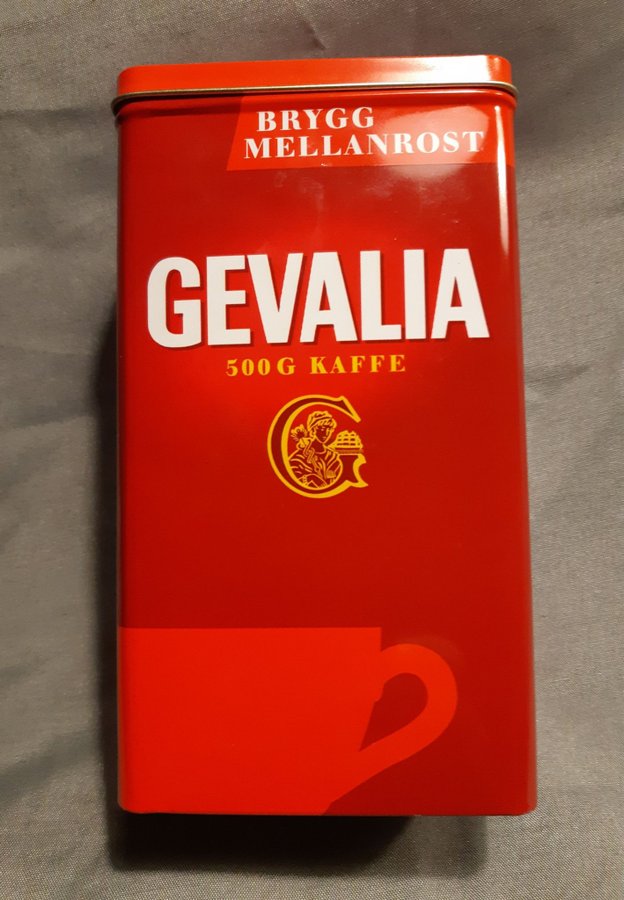 BRYGG
MELLANROST
GEVALIA
500G KAFFE
G